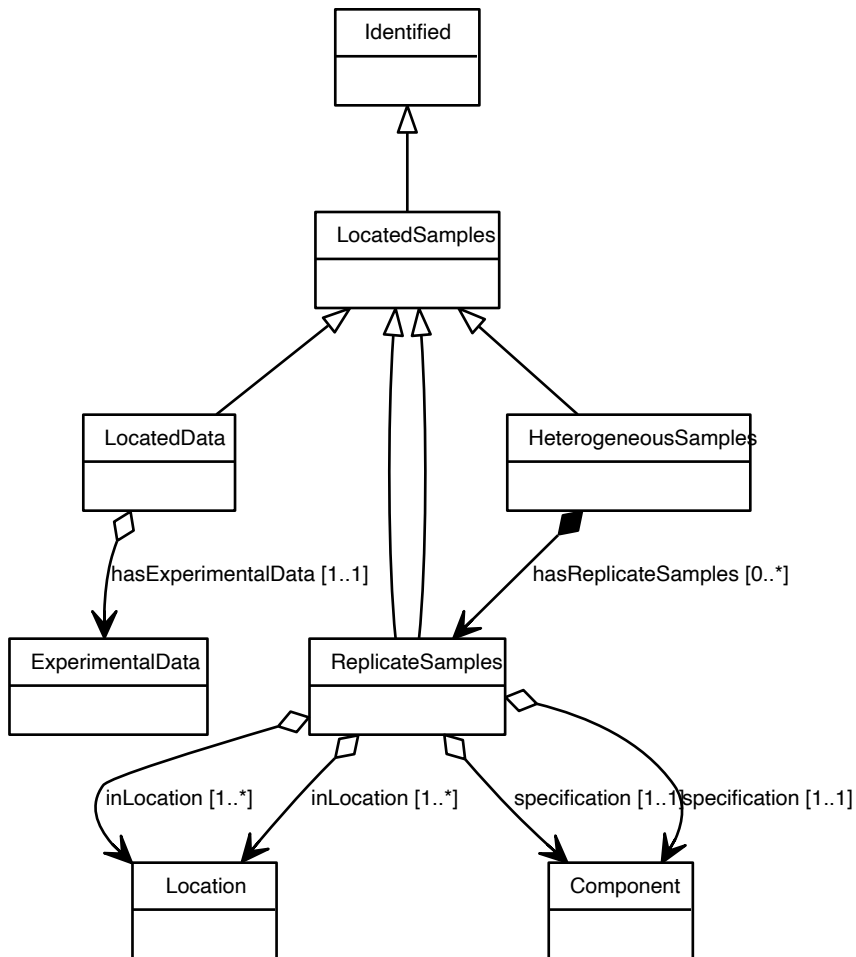 Identified
LocatedSamples
LocatedData
HeterogeneousSamples
hasExperimentalData [1..1]
hasReplicateSamples [0..*]
ExperimentalData
ReplicateSamples
inLocation [1..*]
inLocation [1..*]
specification [1..1]
specification [1..1]
Location
Component